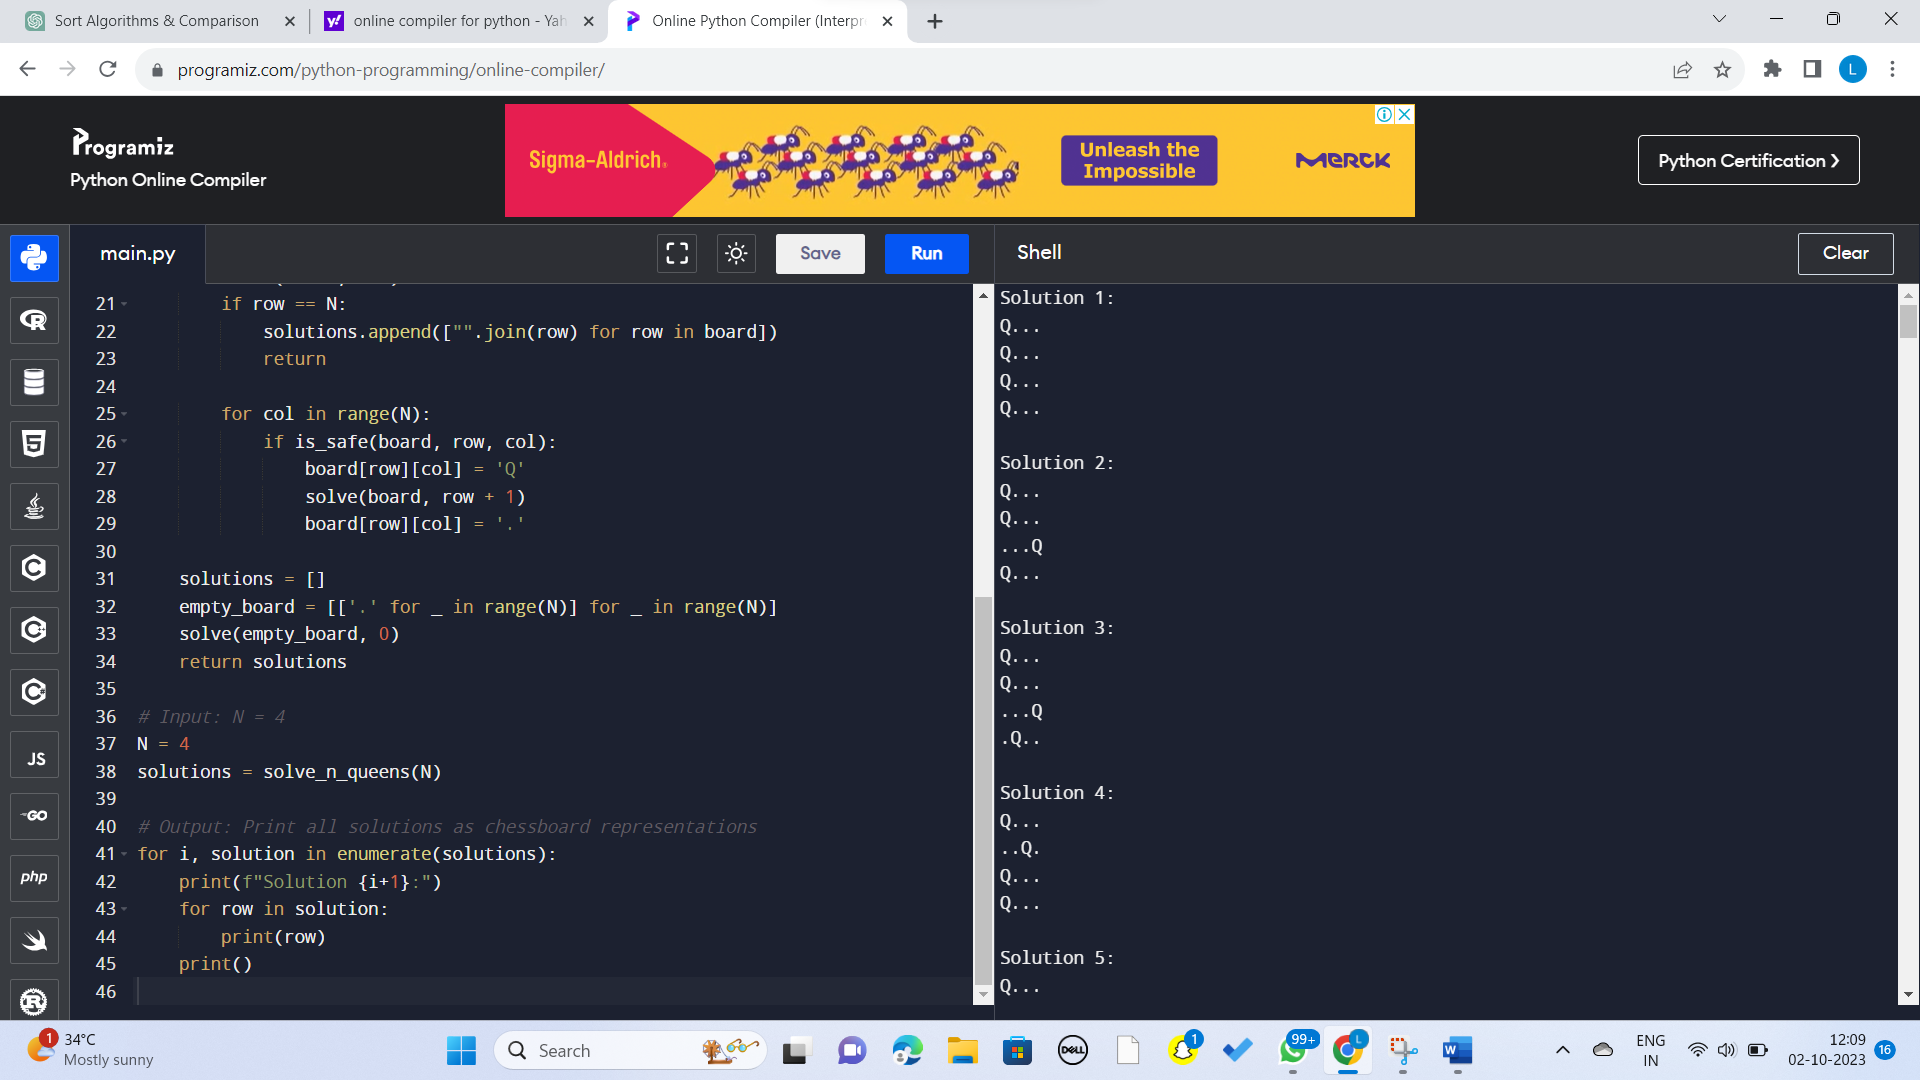 Sort Algorithms & Comparison
online compiler for python - Yah
Online Python Compiler (Interpre
programiz.com/python-programming/online-compiler/
L
Programiz
Python Online Compiler
Sigma-Aldrich®
Unleash the
Impossible
MERCK
Python Certification ›
main.py
Save
Run
Shell
Clear
21 if row == N:
22 solutions.append(["".join(row) for row in board])
23 return
24
25 for col in range(N):
26 if is_safe(board, row, col):
27 board[row][col] = 'Q'
28 solve(board, row + 1)
29 board[row][col] = '.'
30
31 solutions = []
32 empty_board = [['.' for _ in range(N)] for _ in range(N)]
33 solve(empty_board, 0)
34 return solutions
35
36 # Input: N = 4
37 N = 4
38 solutions = solve_n_queens(N)
39
40 # Output: Print all solutions as chessboard representations
41 for i, solution in enumerate(solutions):
42 print(f"Solution {i+1}:")
43 for row in solution:
44 print(row)
45 print()
46
Solution 1:
Q...
Q...
Q...
Q...
Solution 2:
Q...
Q...
...Q
Q...
Solution 3:
Q...
Q...
...Q
.Q..
Solution 4:
Q...
..Q.
Q...
Q...
Solution 5:
Q...
R
5
C
C
C
JS
GO
php
R
1
34°C
Mostly sunny
Search
DELL
1
99+
L
W
ENG
IN
12:09
02-10-2023
16